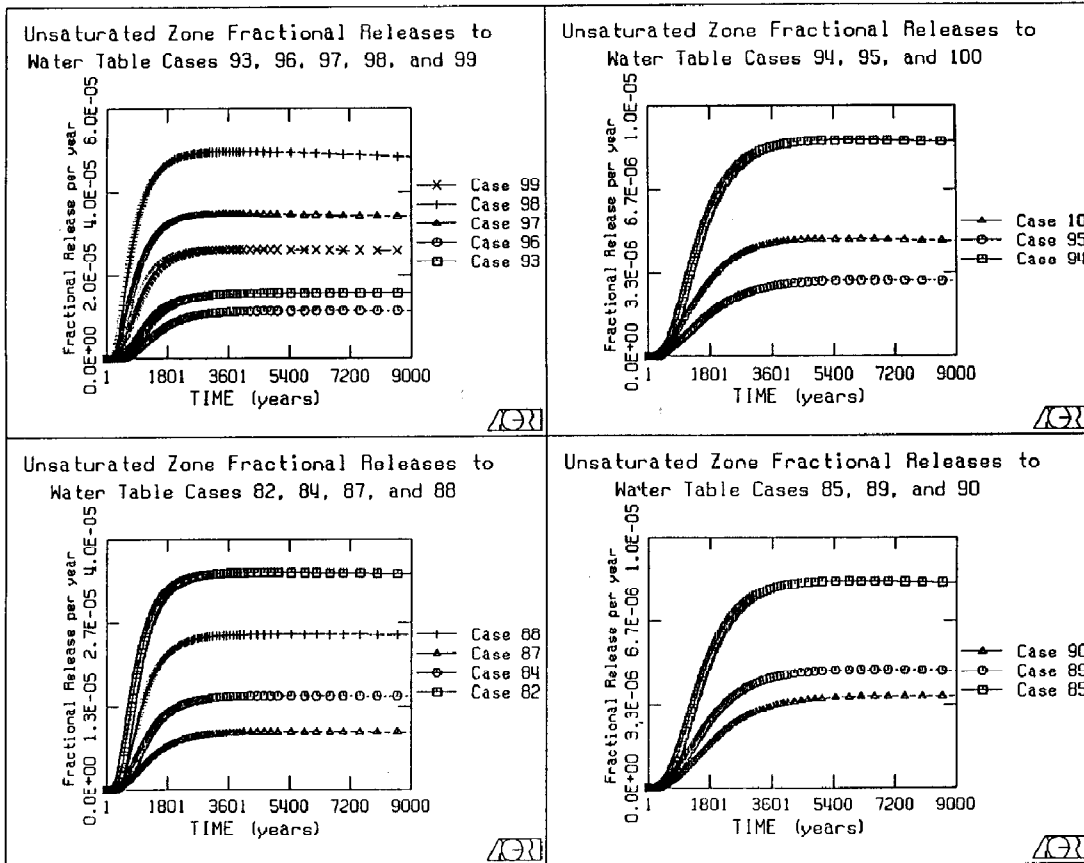 Unsaturated Zone Fractional Releases to
Water Table Cases 93, 96, 97, 98, and 99
Fractional Release per year
6.0E-05
4.0E-05
2.0E-05
0.0E+00
1
1801
3601
5400
7200
9000
TIME (years)
Case 99
Case 98
Case 97
Case 96
Case 93
Unsaturated Zone Fractional Releases to
Water Table Cases 94, 95, and 100
Fractional Release per year
1.0E-05
6.7E-06
3.3E-06
0.0E+00
1
1801
3601
5400
7200
9000
TIME (years)
Case 10
Case 95
Case 94
Unsaturated Zone Fractional Releases to
Water Table Cases 82, 84, 87, and 88
Fractional Release per year
4.0E-05
2.7E-05
1.3E-05
0.0E+00
1
1801
3601
5400
7200
9000
TIME (years)
Case 88
Case 87
Case 84
Case 82
Unsaturated Zone Fractional Releases to
Water Table Cases 85, 89, and 90
Fractional Release per year
1.0E-05
6.7E-06
3.3E-06
0.0E+00
1
1801
3601
5400
7200
9000
TIME (years)
Case 90
Case 89
Case 85